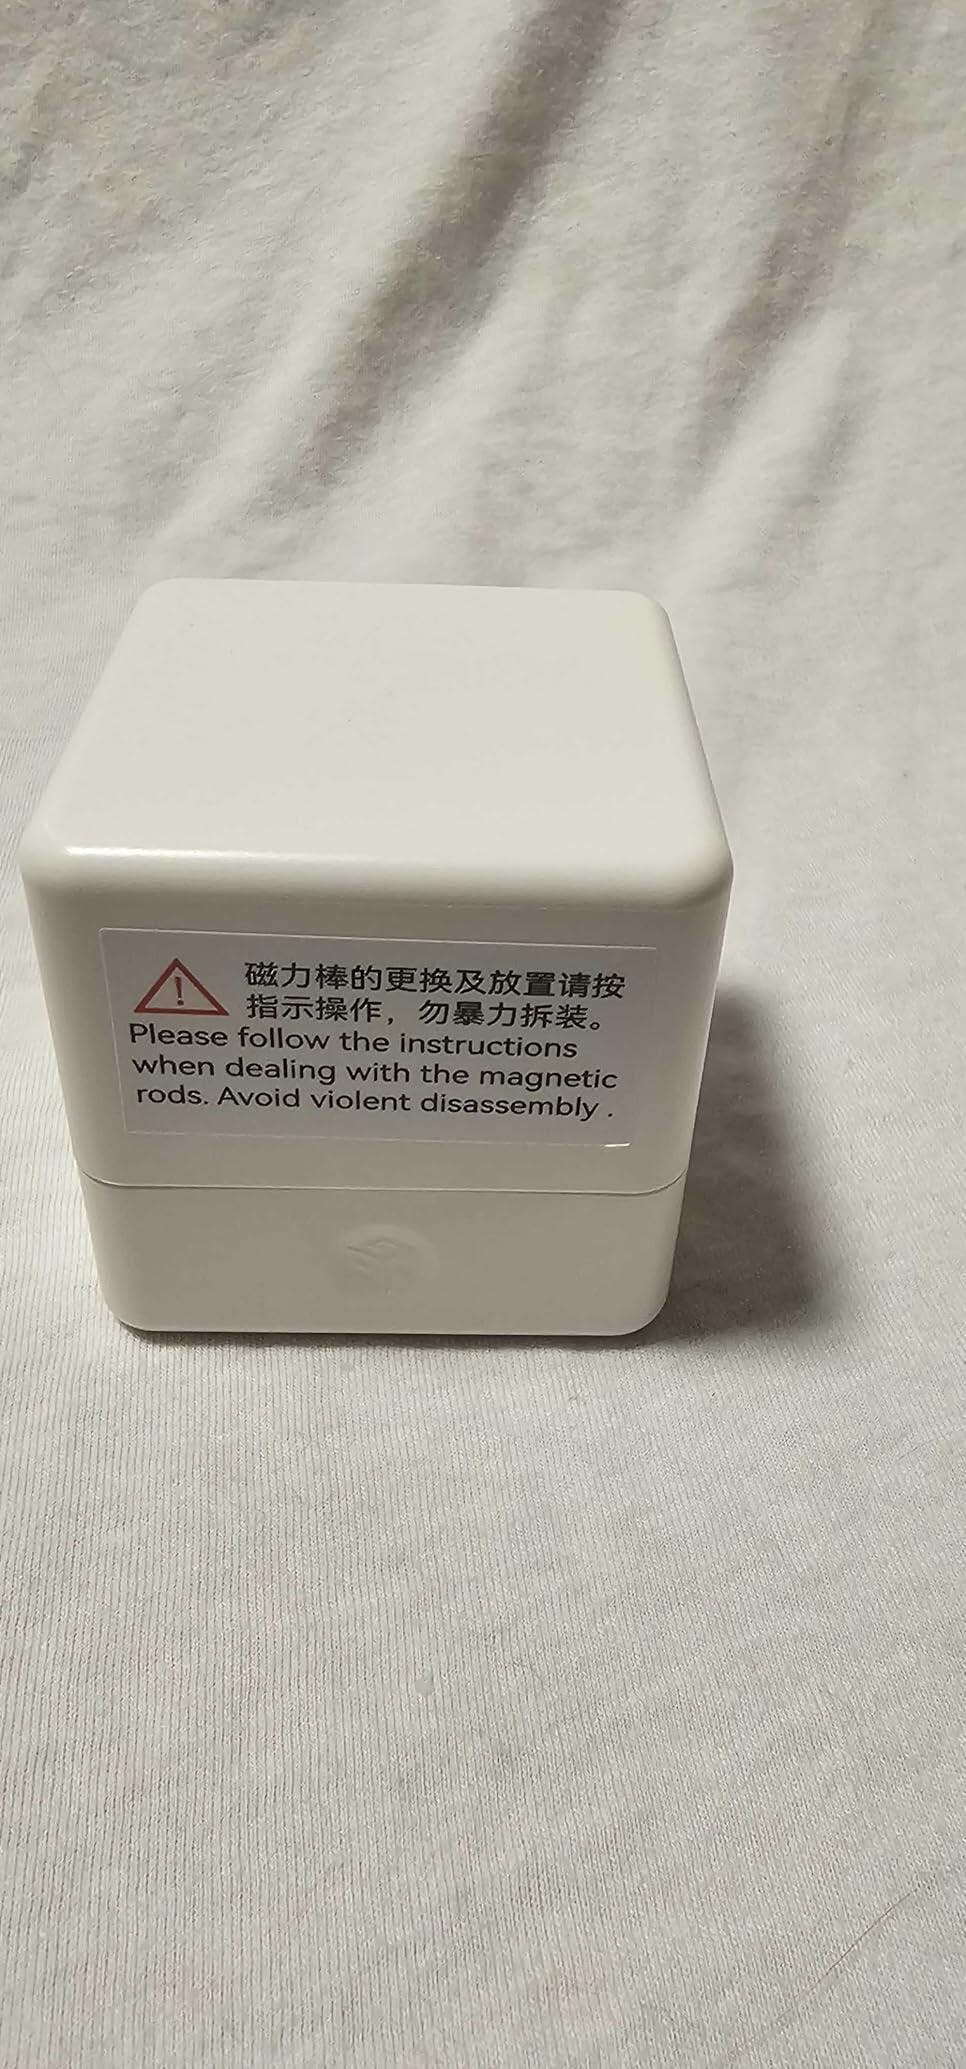 磁力棒的更换及放置请按
指示操作，勿暴力拆装。
Please follow the instructions
when dealing with the magnetic
rods. Avoid violent disassembly .